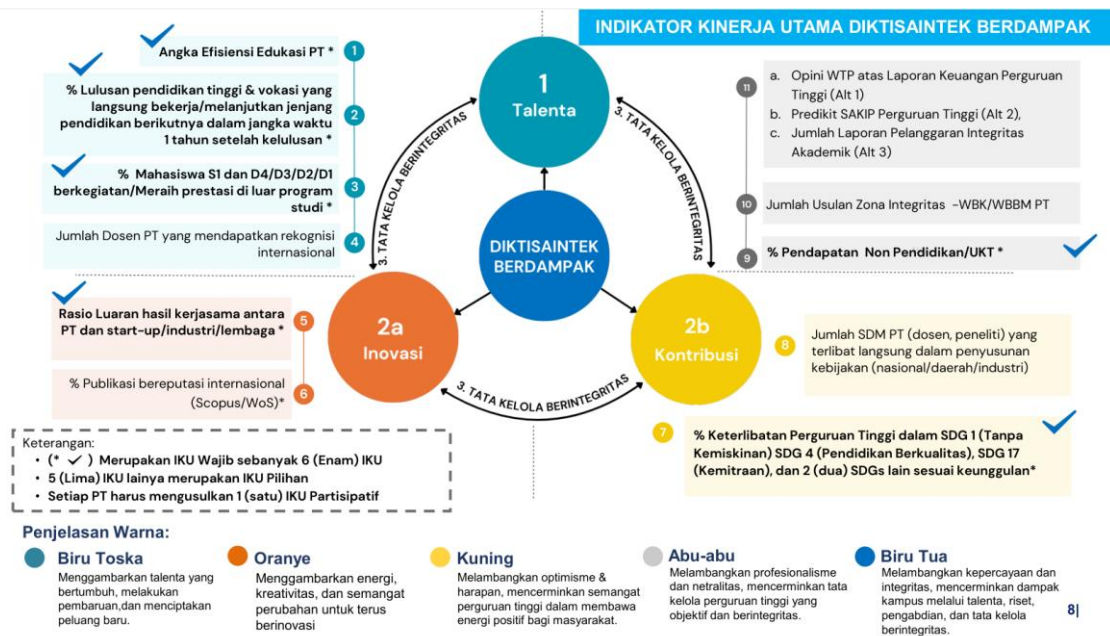 INDIKATOR KINERJA UTAMA DIKTISAINTEK BERDAMPAK
Angka Efisiensi Edukasi PT *
1
% Lulusan pendidikan tinggi & vokasi yang
langsung bekerja/melanjutkan jenjang
pendidikan berikutnya dalam jangka waktu
1 tahun setelah kelulusan *
2
% Mahasiswa S1 dan D4/D3/D2/D1
berkegiatan/Meraih prestasi di luar program
studi *
3
Jumlah Dosen PT yang mendapatkan rekognisi
internasional
4
Rasio Luaran hasil kerjasama antara
PT dan start-up/industri/lembaga *
5
% Publikasi bereputasi internasional
(Scopus/WoS)*
6
1
Talenta
3. TATA KELOLA BERINTEGRITAS
3. TATA KELOLA BERINTEGRITAS
DIKTISAINTEK
BERDAMPAK
2a
Inovasi
2b
Kontribusi
3. TATA KELOLA BERINTEGRITAS
11
a. Opini WTP atas Laporan Keuangan Perguruan
Tinggi (Alt 1)
b. Predikit SAKIP Perguruan Tinggi (Alt 2),
c. Jumlah Laporan Pelanggaran Integritas
Akademik (Alt 3)
10
Jumlah Usulan Zona Integritas -WBK/WBBM PT
9
% Pendapatan Non Pendidikan/UKT *
8
Jumlah SDM PT (dosen, peneliti) yang
terlibat langsung dalam penyusunan
kebijakan (nasional/daerah/industri)
7
% Keterlibatan Perguruan Tinggi dalam SDG 1 (Tanpa
Kemiskinan) SDG 4 (Pendidikan Berkualitas), SDG 17
(Kemitraan), dan 2 (dua) SDGs lain sesuai keunggulan*
Keterangan:
• (* ✓ ) Merupakan IKU Wajib sebanyak 6 (Enam) IKU
• 5 (Lima) IKU lainya merupakan IKU Pilihan
• Setiap PT harus mengusulkan 1 (satu) IKU Partisipatif
Penjelasan Warna:
Biru Toska
Menggambarkan talenta yang
bertumbuh, melakukan
pembaruan,dan menciptakan
peluang baru.
Oranye
Menggambarkan energi,
kreativitas, dan semangat
perubahan untuk terus
berinovasi
Kuning
Melambangkan optimisme &
harapan, mencerminkan semangat
perguruan tinggi dalam membawa
energi positif bagi masyarakat.
Abu-abu
Melambangkan profesionalisme
dan netralitas, mencerminkan tata
kelola perguruan tinggi yang
objektif dan berintegritas.
Biru Tua
Melambangkan kepercayaan dan
integritas, mencerminkan dampak
kampus melalui talenta, riset,
pengabdian, dan tata kelola
berintegritas.
8|